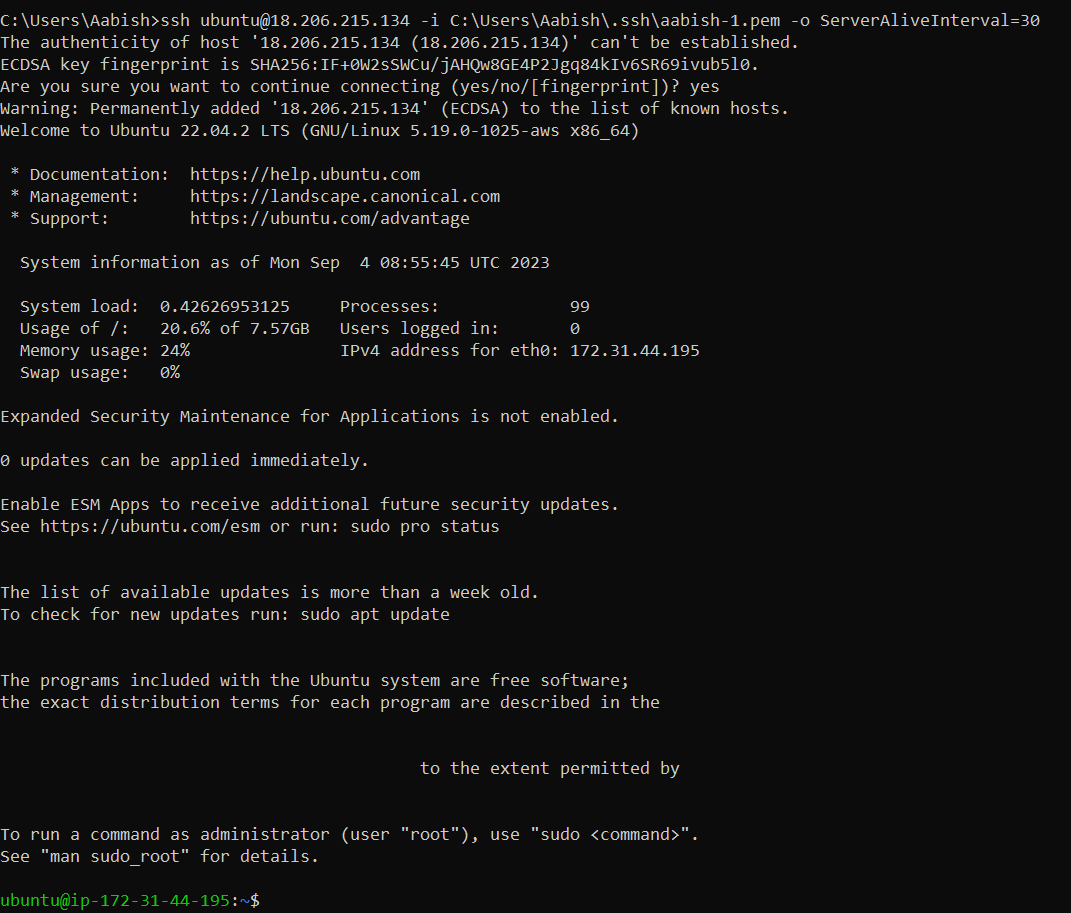 C:\Users\Aabish>ssh ubuntu@18.206.215.134 -i C:\Users\Aabish\.ssh\aabish-1.pem -o ServerAliveInterval=30
The authenticity of host '18.206.215.134 (18.206.215.134)' can't be established.
ECDSA key fingerprint is SHA256:IF+0W2sSWCu/jAHQw8GE4P2Jgq84kIv6SR69ivub5l0.
Are you sure you want to continue connecting (yes/no/[fingerprint])? yes
Warning: Permanently added '18.206.215.134' (ECDSA) to the list of known hosts.
Welcome to Ubuntu 22.04.2 LTS (GNU/Linux 5.19.0-1025-aws x86_64)
* Documentation:  https://help.ubuntu.com
* Management:     https://landscape.canonical.com
* Support:        https://ubuntu.com/advantage
System information as of Mon Sep  4 08:55:45 UTC 2023
System load:  0.42626953125     Processes:             99
Usage of /:   20.6% of 7.57GB   Users logged in:       0
Memory usage: 24%               IPv4 address for eth0: 172.31.44.195
Swap usage:   0%
Expanded Security Maintenance for Applications is not enabled.
0 updates can be applied immediately.
Enable ESM Apps to receive additional future security updates.
See https://ubuntu.com/esm or run: sudo pro status
The list of available updates is more than a week old.
To check for new updates run: sudo apt update
The programs included with the Ubuntu system are free software;
the exact distribution terms for each program are described in the
to the extent permitted by
To run a command as administrator (user "root"), use "sudo <command>".
See "man sudo_root" for details.
ubuntu@ip-172-31-44-195:~$